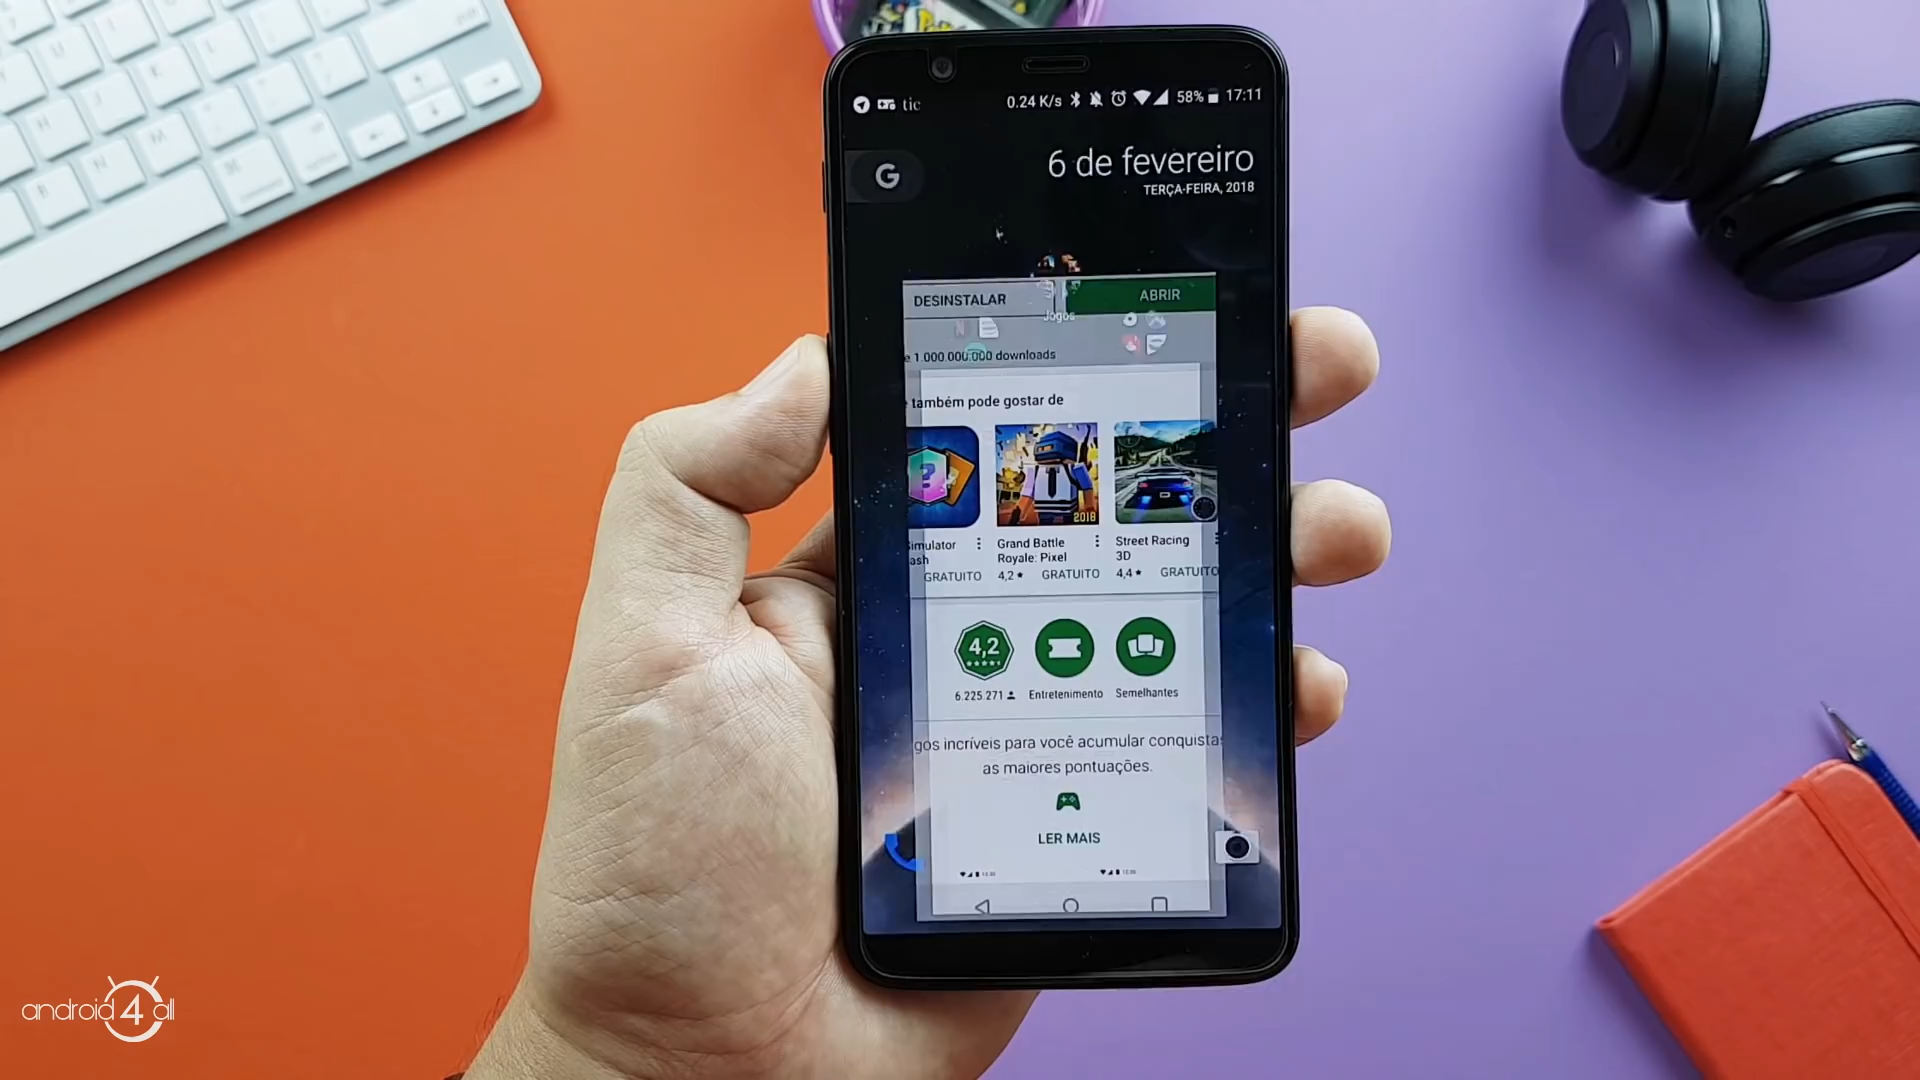 tic
0.24 K/s 58% 17:11
G
6 de fevereiro
TERÇA-FEIRA, 2018
DESINSTALAR
ABRIR
Jogos
e 1.000.000.000 downloads
também pode gostar de
2018
imulator
ash
GRATUITO
Grand Battle
Royale: Pixel
4,2★ GRATUITO
Street Racing
3D
4,4★ GRATUITO
4,2
6.225.271
Entretenimento
Semelhantes
gos incríveis para você acumular conquistas
as maiores pontuações.
LER MAIS
android4all